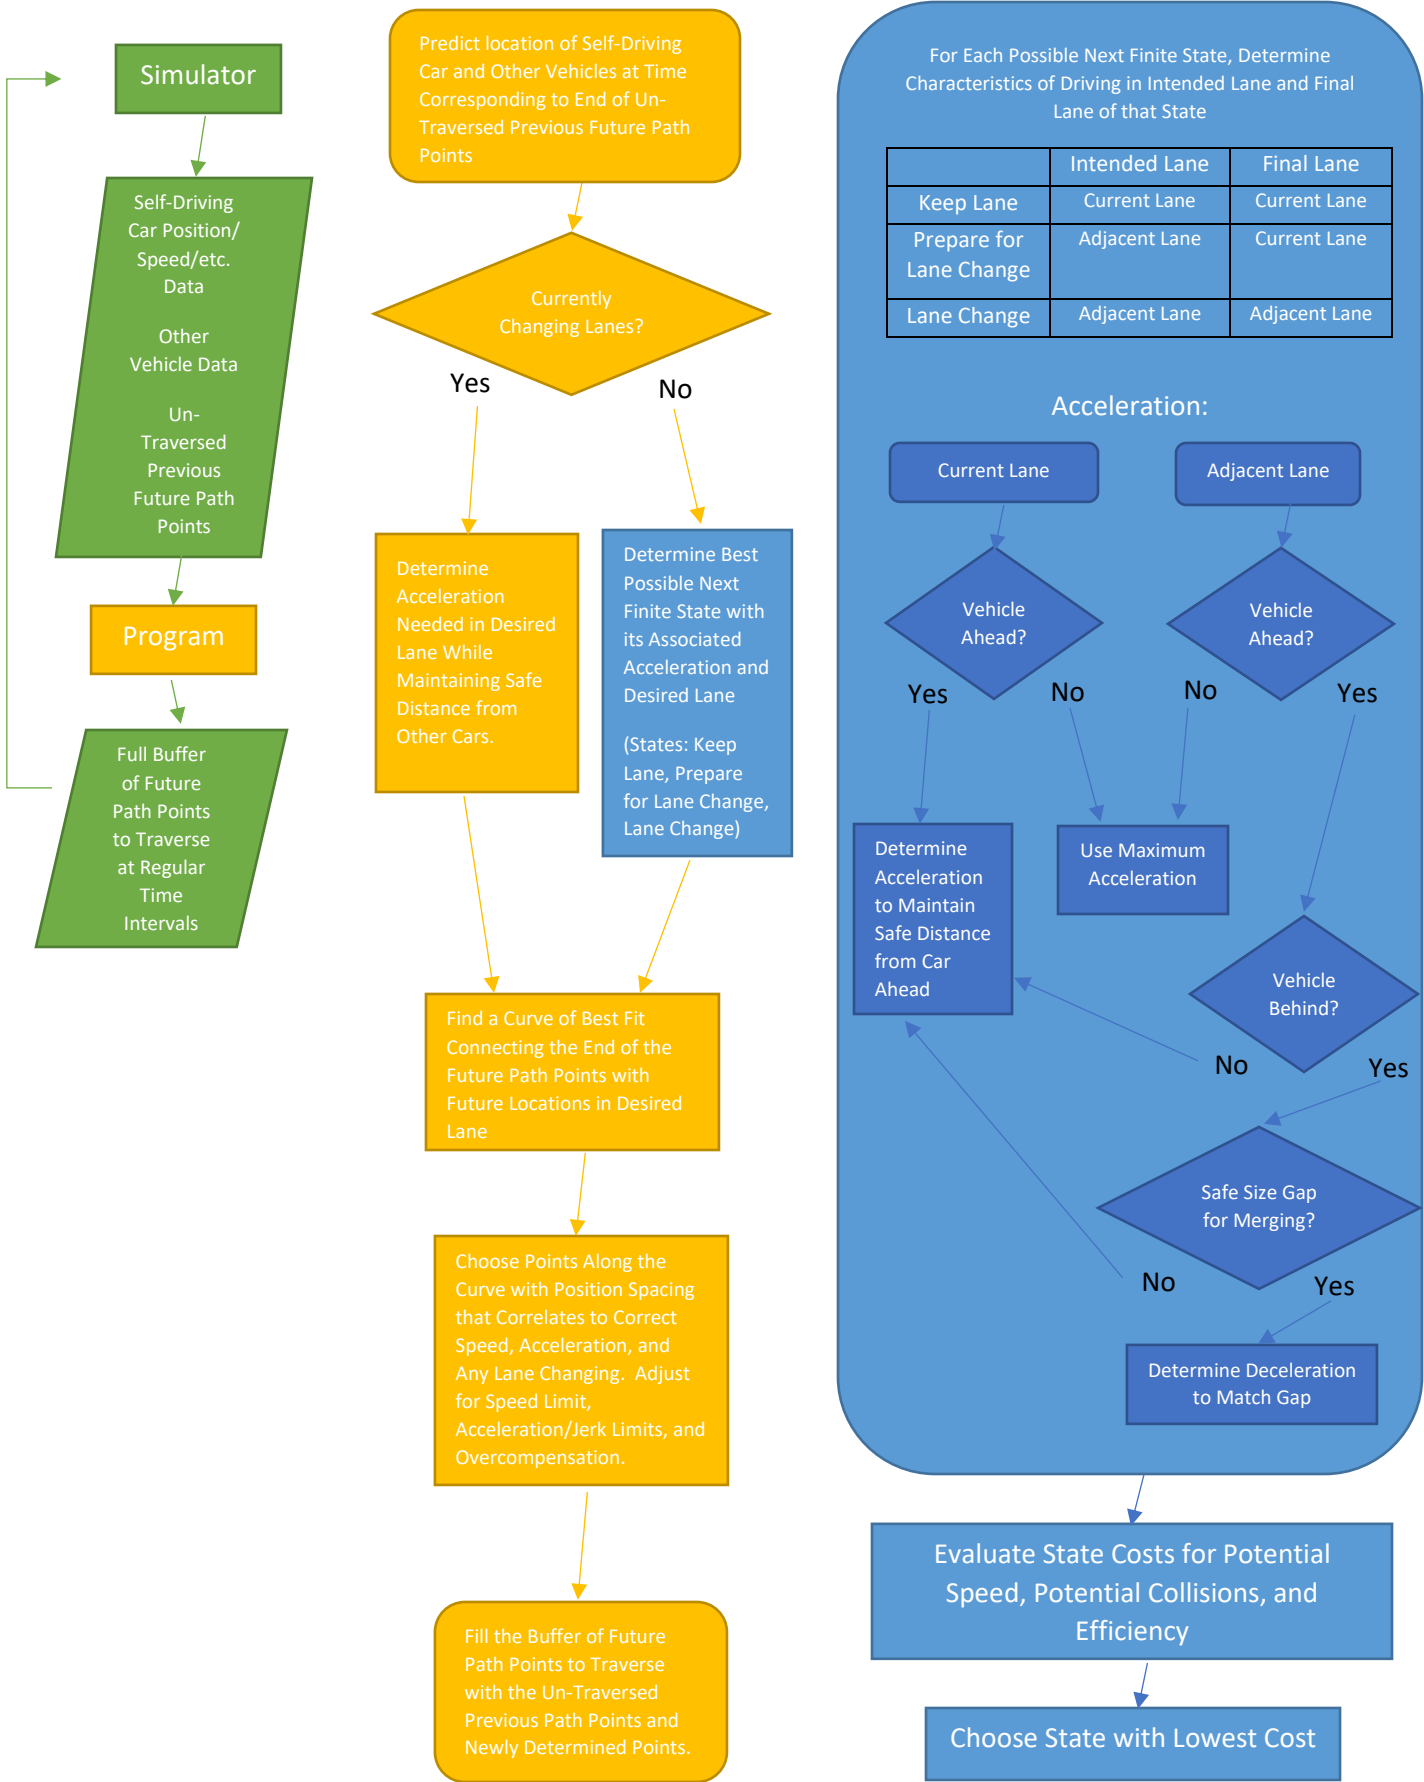 Simulator
Self-Driving
Car Position/
Speed/etc.
Data
Other
Vehicle Data
Un-
Traversed
Previous
Future Path
Points
Program
Full Buffer
of Future
Path Points
to Traverse
at Regular
Time
Intervals
Predict location of Self-Driving
Car and Other Vehicles at Time
Corresponding to End of Un-
Traversed Previous Future Path
Points
Currently
Changing Lanes?
Yes
No
Determine
Acceleration
Needed in Desired
Lane While
Maintaining Safe
Distance from
Other Cars.
Determine Best
Possible Next
Finite State with
its Associated
Acceleration and
Desired Lane
(States: Keep
Lane, Prepare
for Lane Change,
Lane Change)
Find a Curve of Best Fit
Connecting the End of the
Future Path Points with
Future Locations in Desired
Lane
Choose Points Along the
Curve with Position Spacing
that Correlates to Correct
Speed, Acceleration, and
Any Lane Changing.  Adjust
for Speed Limit,
Acceleration/Jerk Limits, and
Overcompensation.
Fill the Buffer of Future
Path Points to Traverse
with the Un-Traversed
Previous Path Points and
Newly Determined Points.
For Each Possible Next Finite State, Determine
Characteristics of Driving in Intended Lane and Final
Lane of that State
Intended Lane Final Lane
Keep Lane Current Lane Current Lane
Prepare for Adjacent Lane Current Lane
Lane Change
Lane Change Adjacent Lane Adjacent Lane
Acceleration:
Current Lane
Adjacent Lane
Vehicle
Ahead?
Vehicle
Ahead?
Yes
No
No
Yes
Determine
Acceleration
to Maintain
Safe Distance
from Car
Ahead
Use Maximum
Acceleration
Vehicle
Behind?
No
Yes
Safe Size Gap
for Merging?
No
Yes
Determine Deceleration
to Match Gap
Evaluate State Costs for Potential
Speed, Potential Collisions, and
Efficiency
Choose State with Lowest Cost